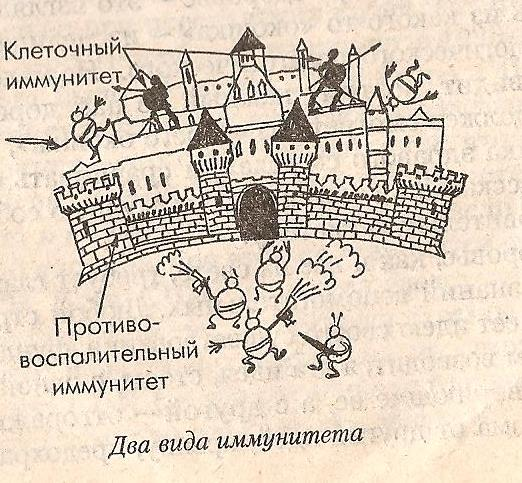 Клеточный
иммунитет
Противо-
воспалительный
иммунитет
Два вида иммунитета